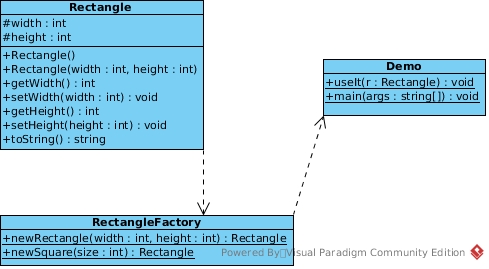 Rectangle
#width : int
#height : int
+Rectangle()
+Rectangle(width : int, height : int)
+getWidth() : int
+setWidth(width : int) : void
+getHeight() : int
+setHeight(height : int) : void
+toString() : string
Demo
+useIt(r : Rectangle) : void
+main(args : string[]) : void
RectangleFactory
+newRectangle(width : int, height : int) : Rectangle
+newSquare(size : int) : Rectangle
Powered By Visual Paradigm Community Edition